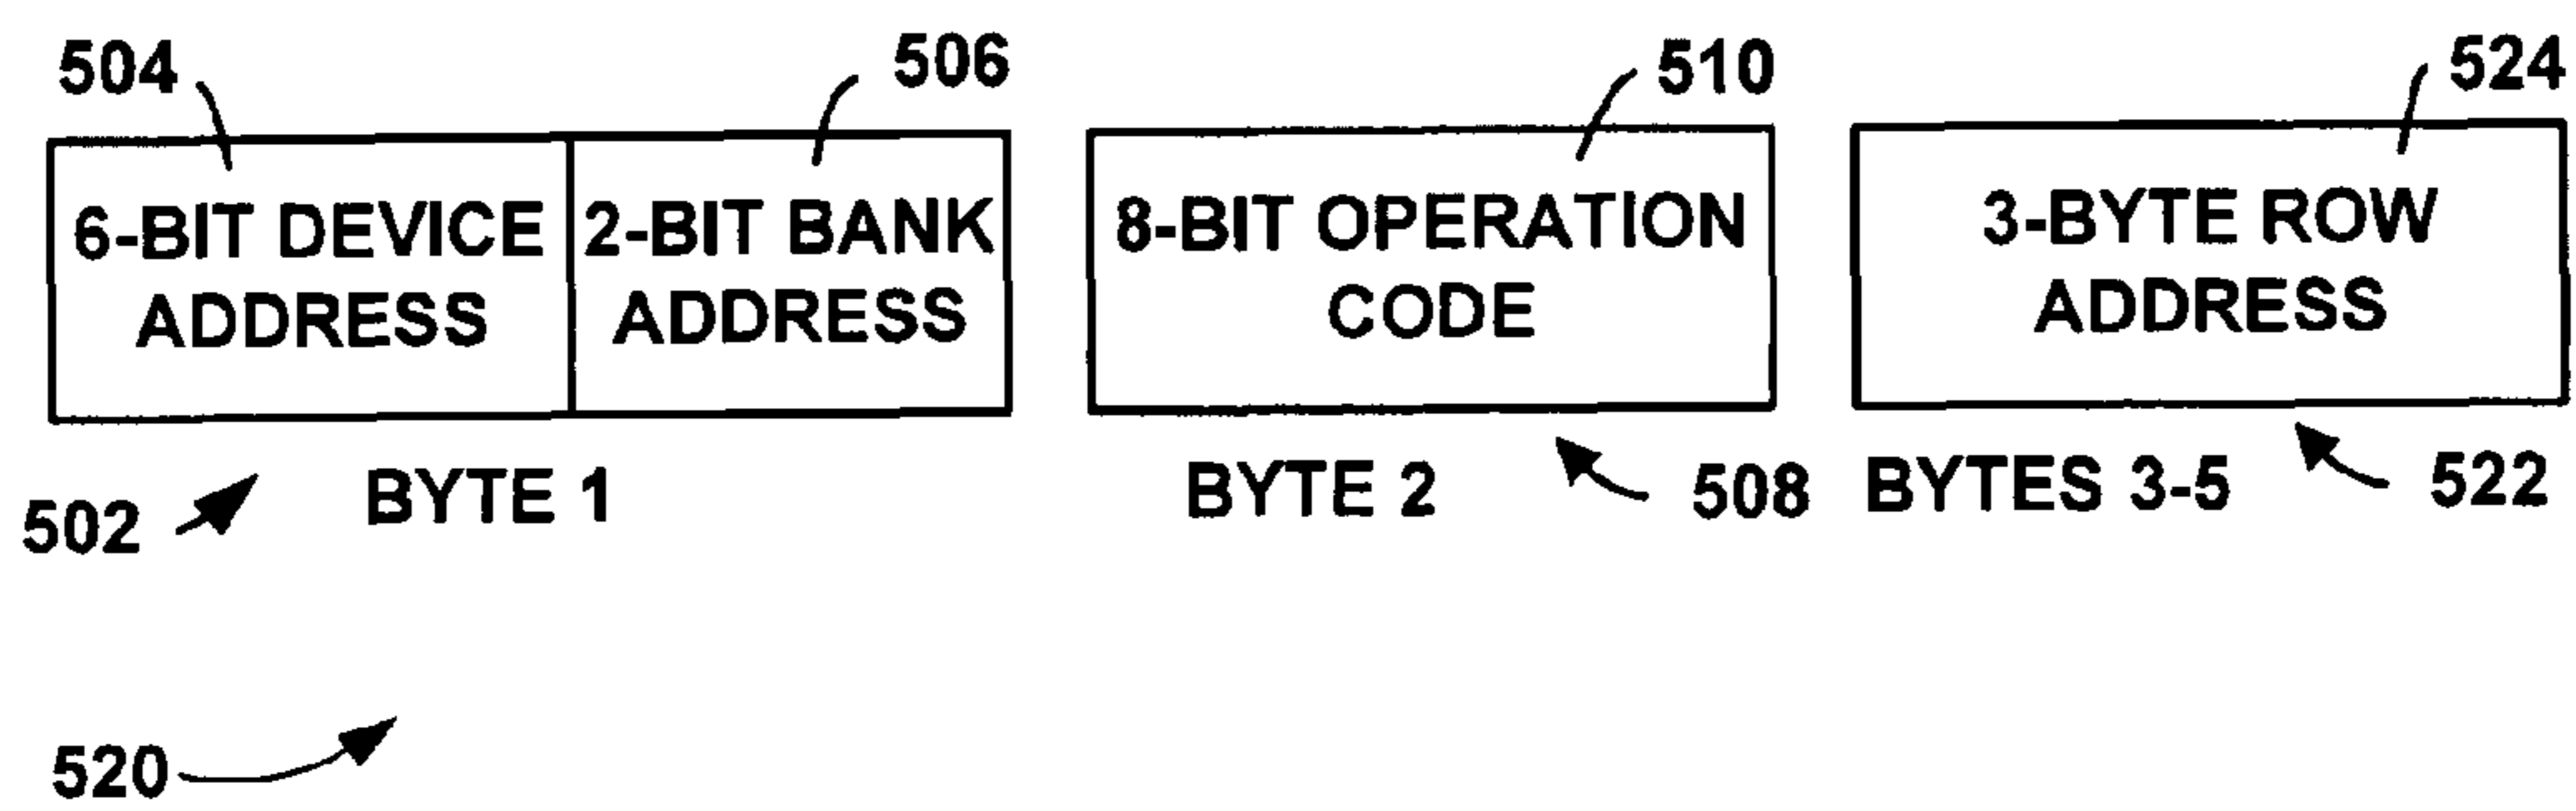 504 506 510 524
6-BIT DEVICE 2-BIT BANK 8-BIT OPERATION 3-BYTE ROW
ADDRESS ADDRESS CODE ADDRESS
502 BYTE 1 BYTE 2 508 BYTES 3-5 522
520